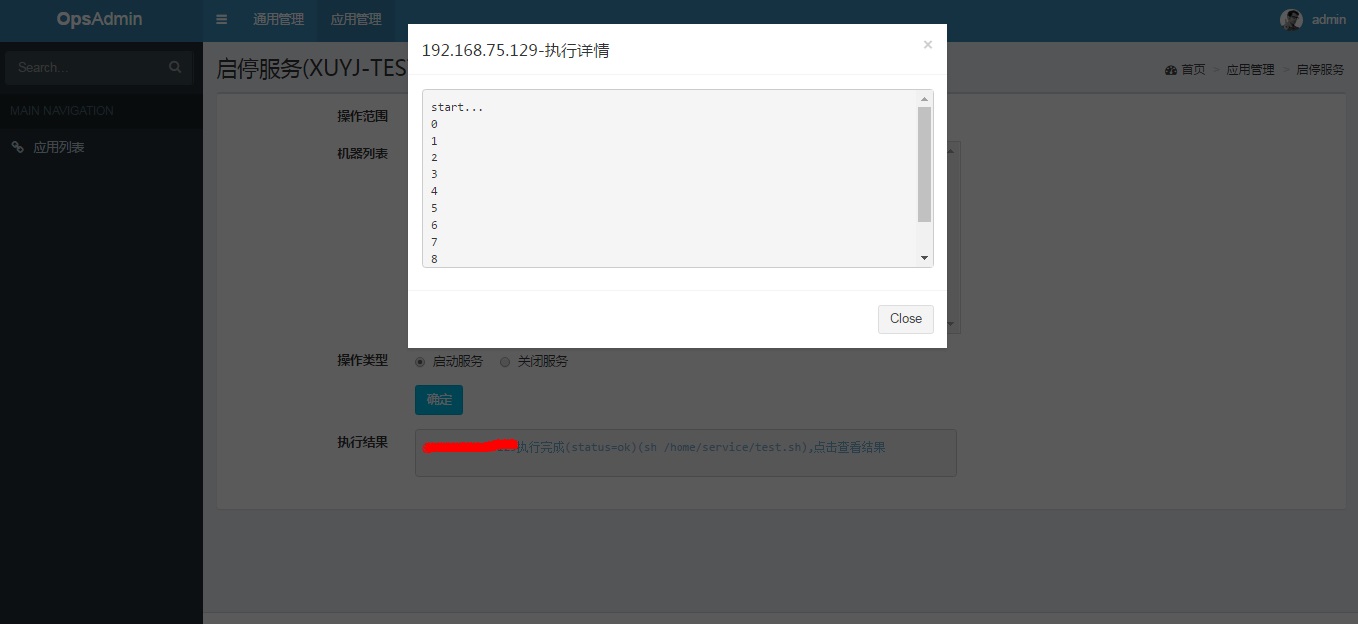 OpsAdmin
通用管理
应用管理
admin
Search...
MAIN NAVIGATION
应用列表
启停服务(XUYJ-TES
首页 > 应用管理 > 启停服务
192.168.75.129-执行详情
×
start...
0
1
2
3
4
5
6
7
8
Close
操作范围
机器列表
操作类型
启动服务
关闭服务
确定
执行结果
执行完成(status=ok)(sh /home/service/test.sh),点击查看结果